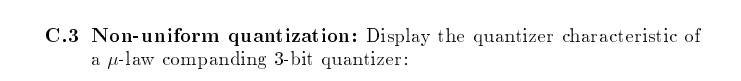 C.3 Non-uniform quantization: Display the quantizer characteristic of
a μ-law companding 3-bit quantizer: